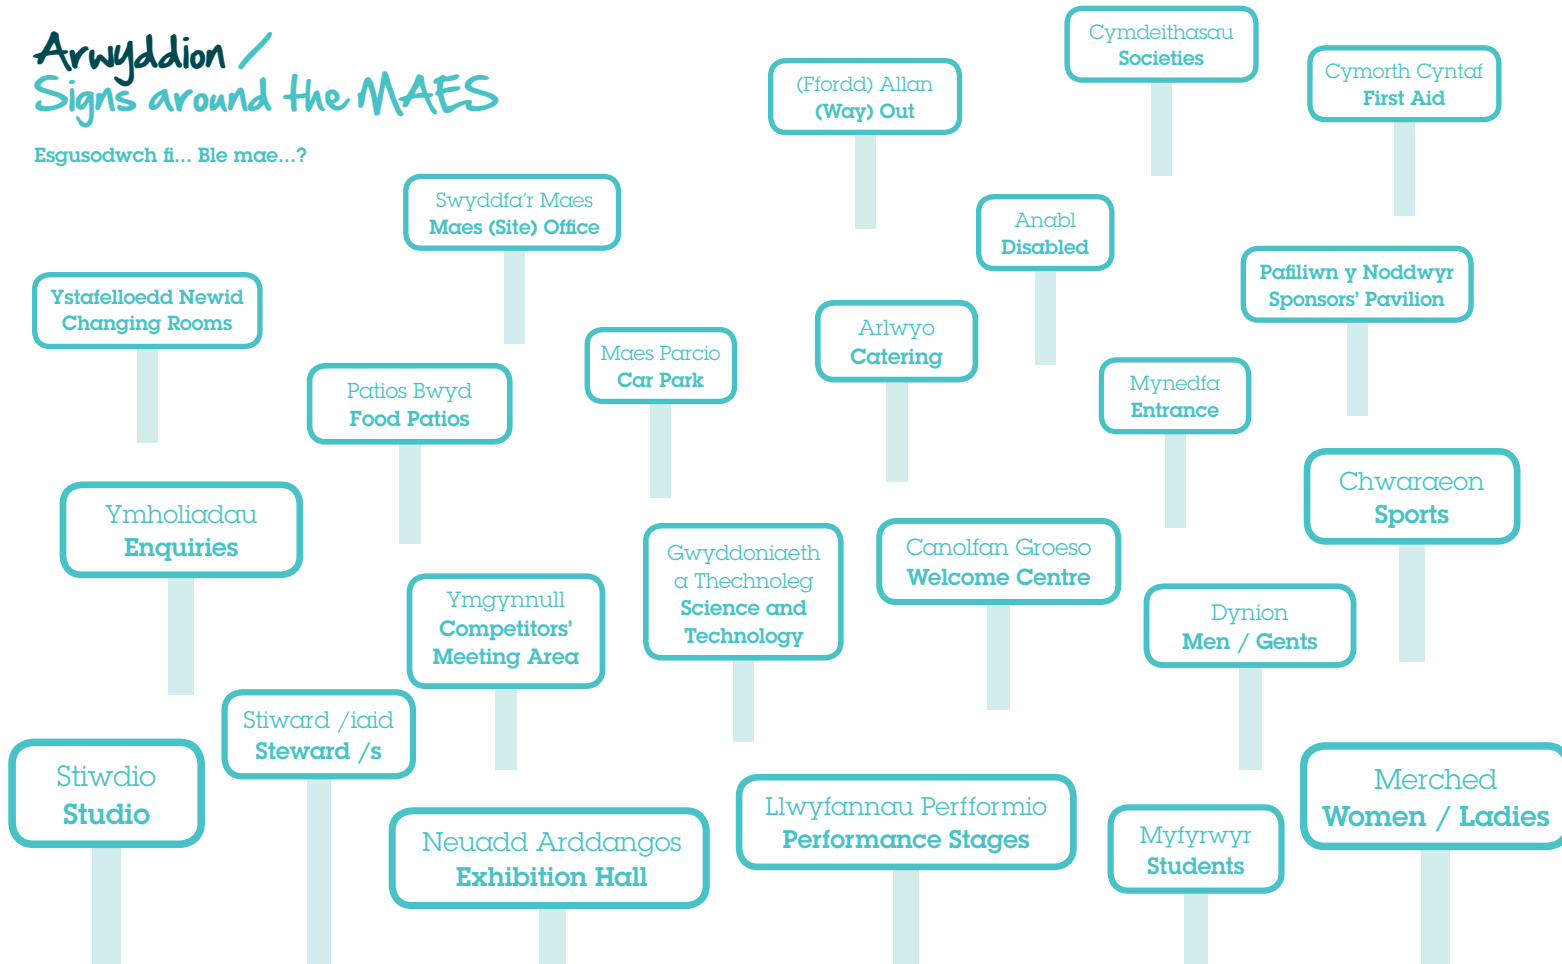 Arwyddion /
Signs around the MAES
Esgusodwch fi... Ble mae...?
Cymdeithasau
Societies
(Ffordd) Allan
(Way) Out
Cymorth Cyntaf
First Aid
Swyddfa'r Maes
Maes (Site) Office
Anabl
Disabled
Pafiliwn y Noddwyr
Sponsors' Pavilion
Ystafelloedd Newid
Changing Rooms
Arlwyo
Catering
Maes Parcio
Car Park
Patios Bwyd
Food Patios
Mynedfa
Entrance
Chwaraeon
Sports
Ymholiadau
Enquiries
Gwyddoniaeth
a Thechnoleg
Science and
Technology
Canolfan Groeso
Welcome Centre
Ymgynnull
Competitors'
Meeting Area
Dynion
Men / Gents
Stiward /iaid
Steward /s
Stiwdio
Studio
Merched
Women / Ladies
Llwyfannau Perfformio
Performance Stages
Neuadd Arddangos
Exhibition Hall
Myfyrwyr
Students